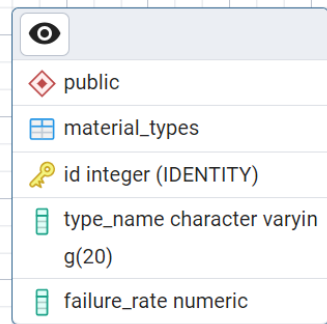 public
material_types
id integer (IDENTITY)
type_name character varyin
g(20)
failure_rate numeric